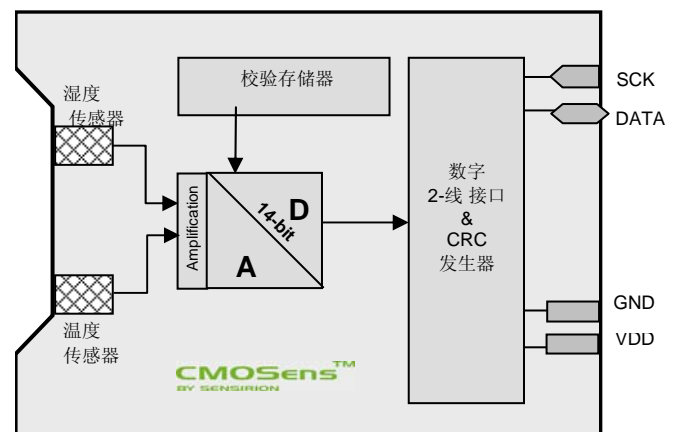 校验存储器
湿度
传感器
SCK
DATA
数字
2-线 接口
&
CRC
发生器
Amplification
14-bit
D
A
GND
VDD
温度
传感器
CMOSens™
BY SENSIRION